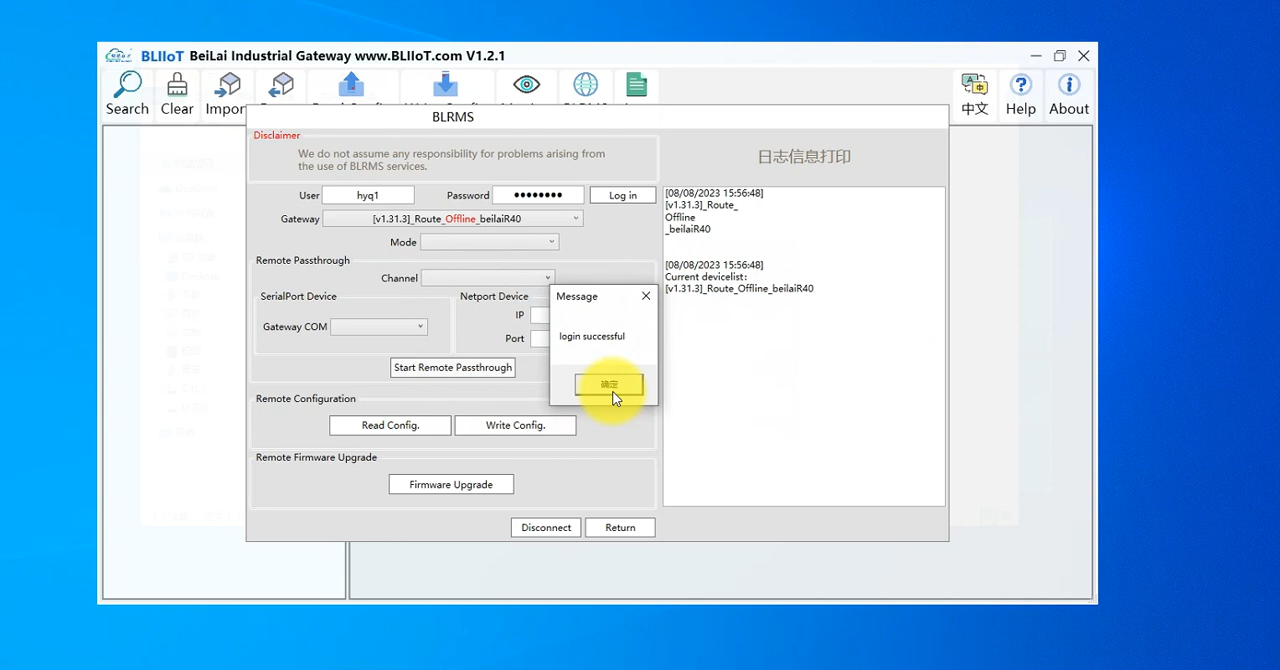 BLIIoT BeiLai Industrial Gateway www.BLIIoT.com V1.2.1
Search Clear 中文 Help About
BLRMS
Disclaimer
We do not assume any responsibility for problems arising from
the use of BLRMS services.
User hyq1 Password ●●●●●●●● Log in
Gateway [v1.31.3]_Route_Offline_beilaiR40
Mode
Remote Passthrough
Channel
SerialPort Device Netport Device
IP
Gateway COM
Port
Start Remote Passthrough
Message
login successful
确定
Remote Configuration
Read Config. Write Config.
Remote Firmware Upgrade
Firmware Upgrade
Disconnect Return
日志信息打印
[08/08/2023 15:56:48]
[v1.31.3]_Route_
Offline
_beilaiR40
[08/08/2023 15:56:48]
Current devicelist:
[v1.31.3]_Route_Offline_beilaiR40